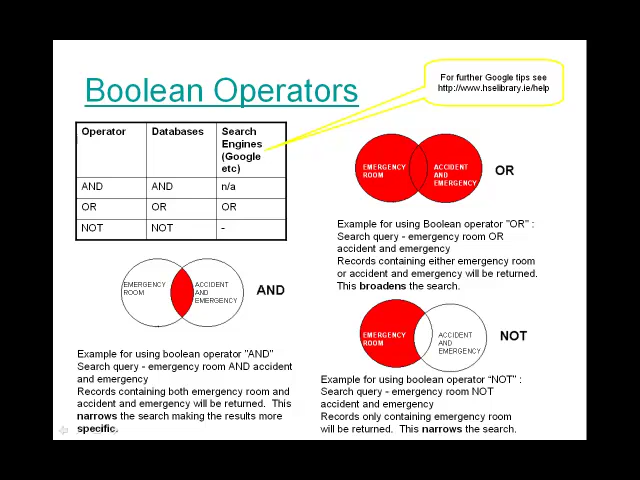 Boolean Operators
For further Google tips see
http://www.hselibrary.ie/help
Operator Databases Search
Engines
(Google
etc)
AND AND n/a
OR OR OR
NOT NOT -
EMERGENCY
ROOM
ACCIDENT
AND
EMERGENCY
OR
Example for using Boolean operator "OR" :
Search query - emergency room OR
accident and emergency
Records containing either emergency room
or accident and emergency will be returned.
This broadens the search.
EMERGENCY
ROOM
ACCIDENT
AND
EMERGENCY
AND
Example for using boolean operator "AND"
Search query - emergency room AND accident
and emergency
Records containing both emergency room and
accident and emergency will be returned. This
narrows the search making the results more
specific.
EMERGENCY
ROOM
ACCIDENT
AND
EMERGENCY
NOT
Example for using boolean operator “NOT" :
Search query - emergency room NOT
accident and emergency
Records only containing emergency room
will be returned. This narrows the search.